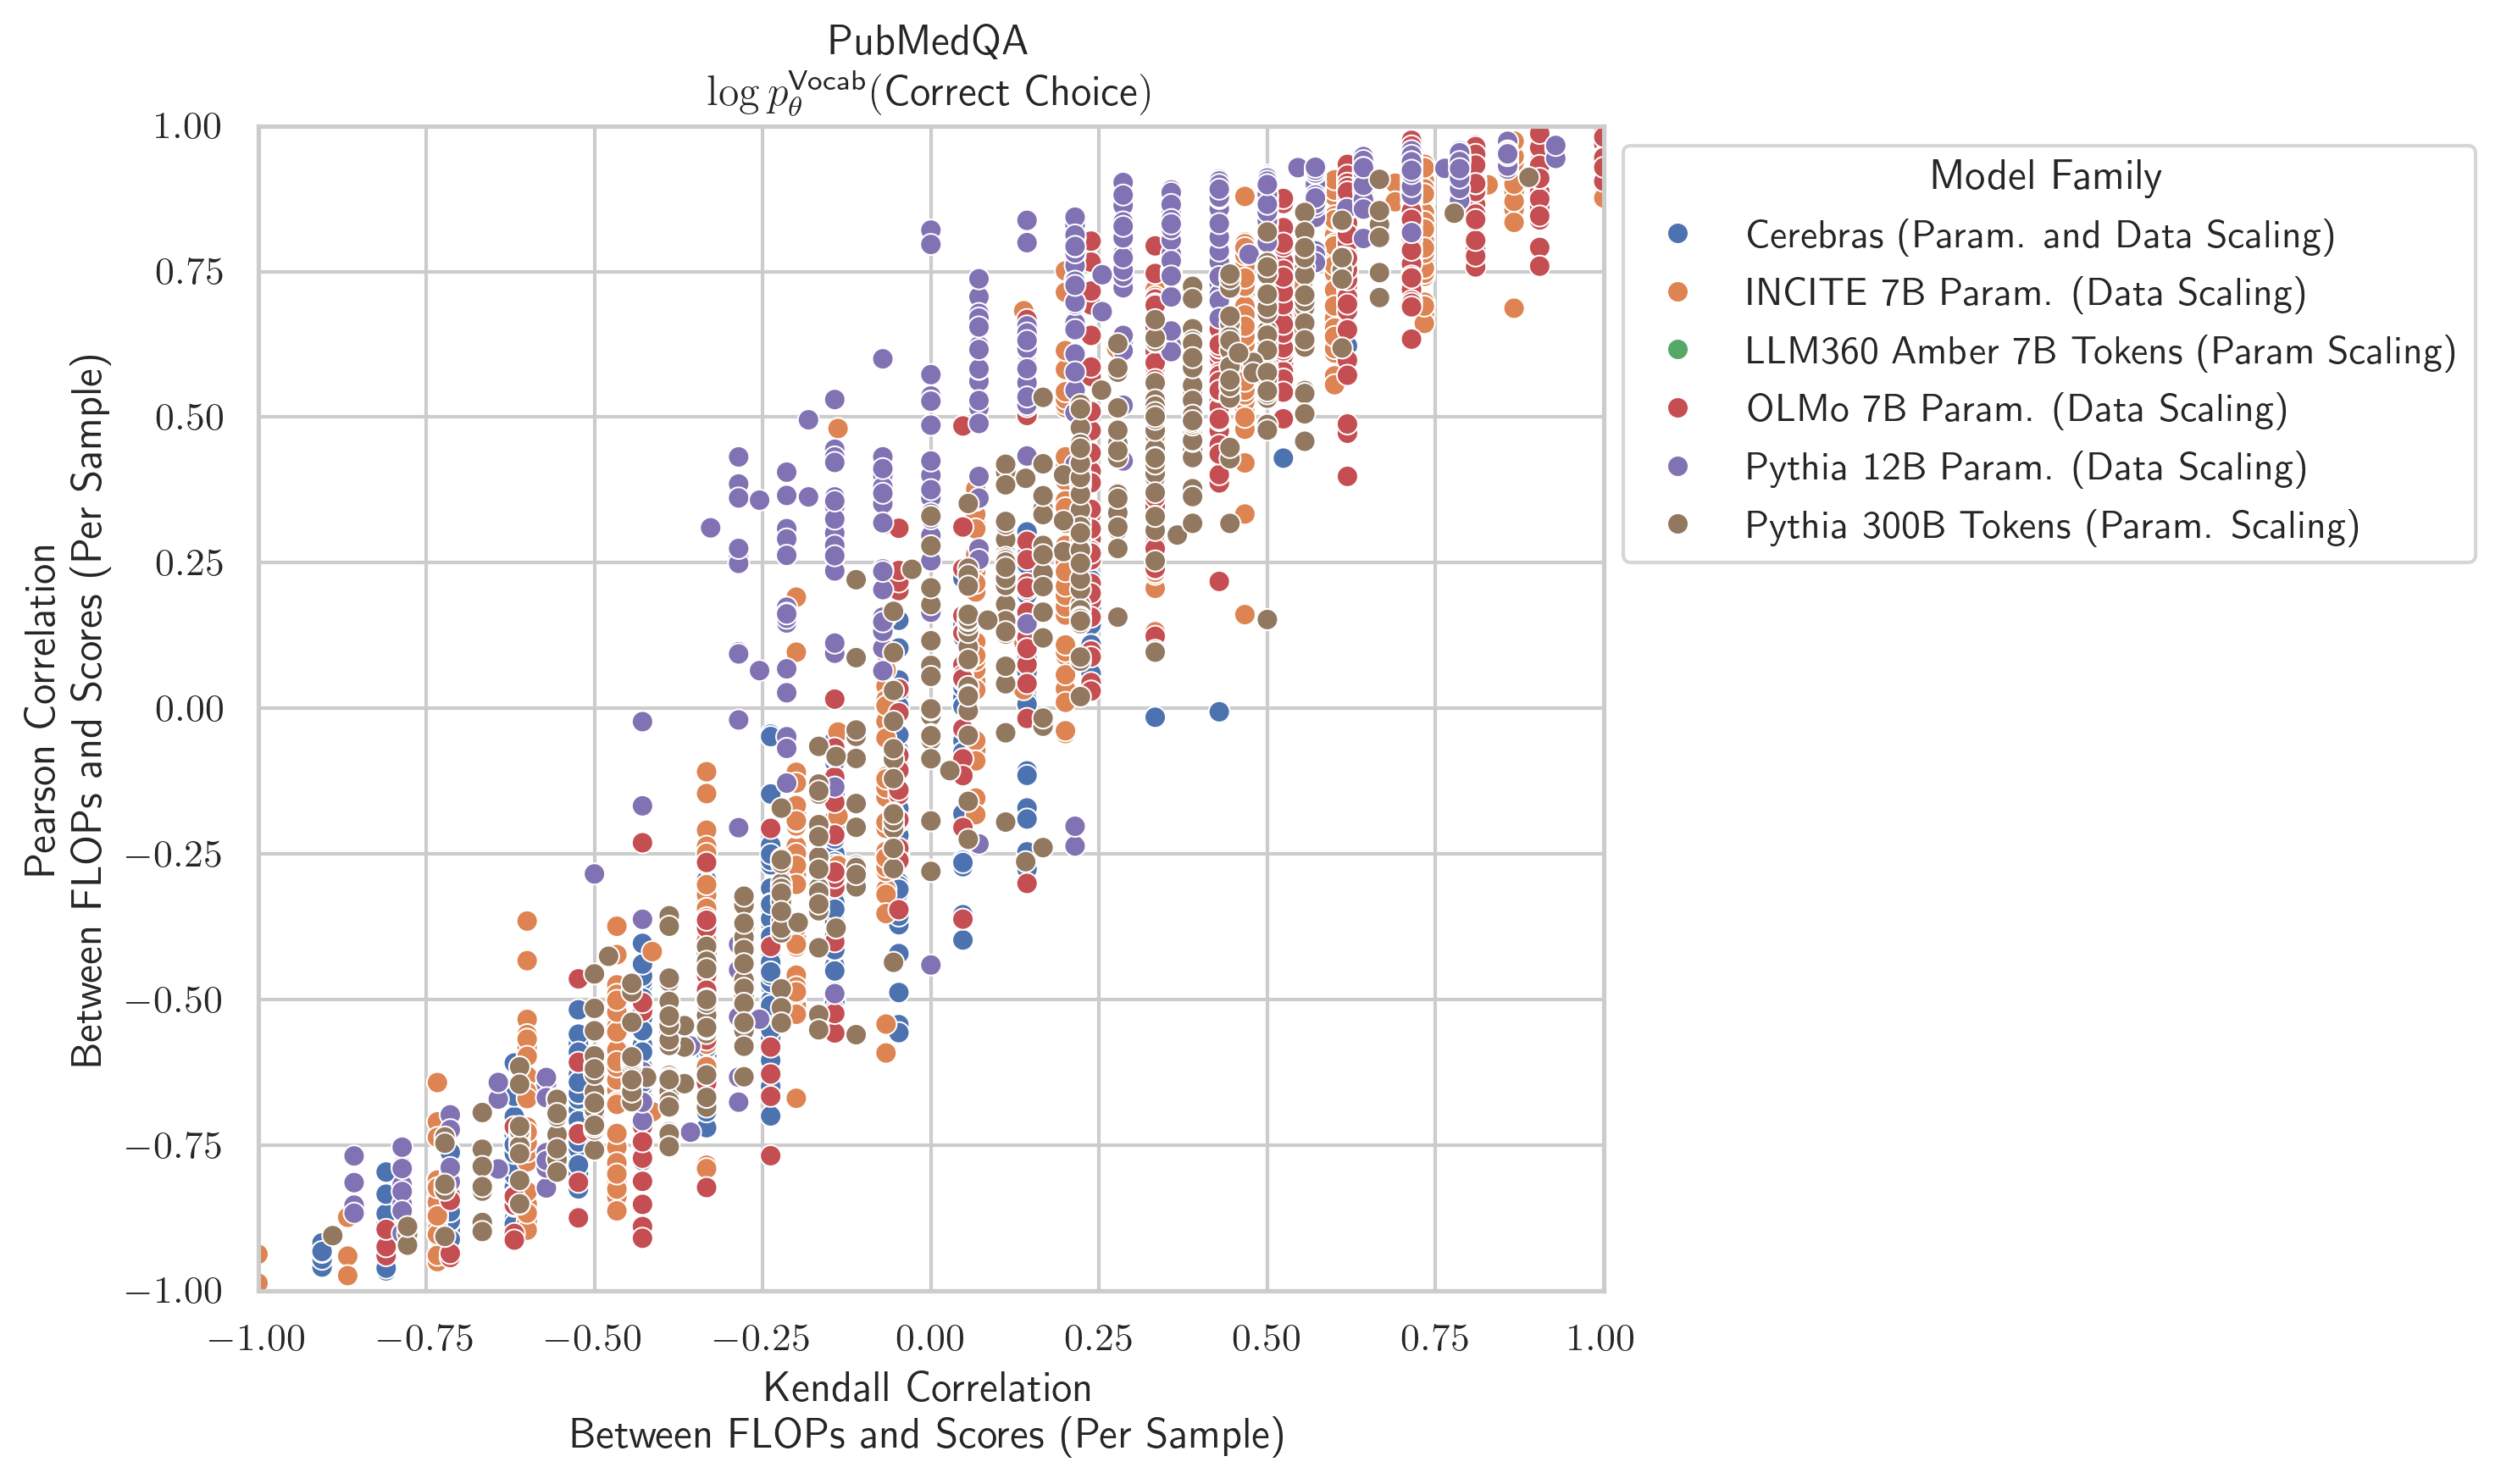 PubMedQA
log p_θ^Vocab(Correct Choice)
1.00
0.75
0.50
0.25
0.00
−0.25
−0.50
−0.75
−1.00
Pearson Correlation
Between FLOPs and Scores (Per Sample)
−1.00 −0.75 −0.50 −0.25 0.00 0.25 0.50 0.75 1.00
Kendall Correlation
Between FLOPs and Scores (Per Sample)
Model Family
Cerebras (Param. and Data Scaling)
INCITE 7B Param. (Data Scaling)
LLM360 Amber 7B Tokens (Param Scaling)
OLMo 7B Param. (Data Scaling)
Pythia 12B Param. (Data Scaling)
Pythia 300B Tokens (Param. Scaling)